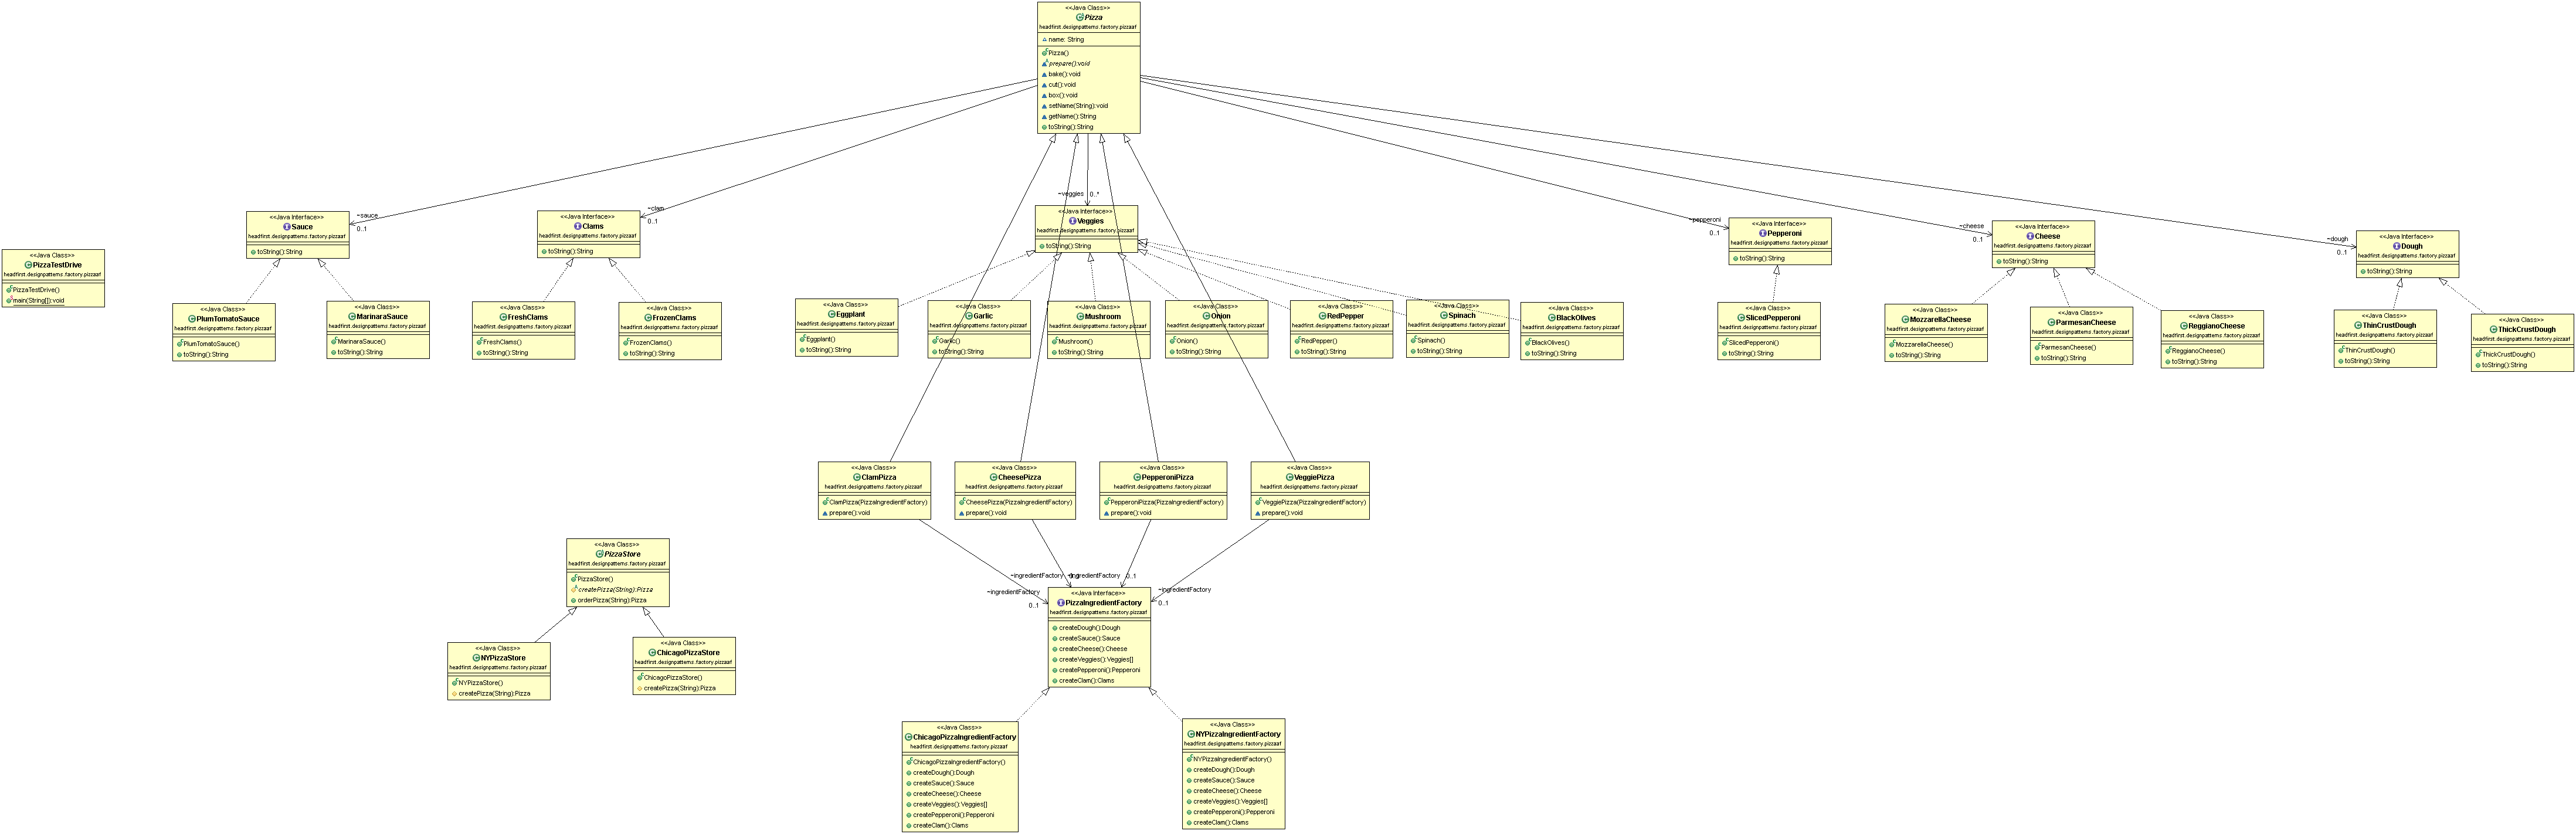 <<Java Class>>
Pizza
headfirst.designpatterns.factory.pizzaaf
name: String
Pizza()
prepare():void
bake():void
cut():void
box():void
setName(String):void
getName():String
toString():String
~sauce
0..1
~clam
0..1
~veggies
0..*
~pepperoni
0..1
~cheese
0..1
~dough
0..1
<<Java Class>>
PizzaTestDrive
headfirst.designpatterns.factory.pizzaaf
PizzaTestDrive()
main(String[]):void
<<Java Interface>>
Sauce
headfirst.designpatterns.factory.pizzaaf
toString():String
<<Java Interface>>
Clams
headfirst.designpatterns.factory.pizzaaf
toString():String
<<Java Interface>>
Veggies
headfirst.designpatterns.factory.pizzaaf
toString():String
<<Java Interface>>
Pepperoni
headfirst.designpatterns.factory.pizzaaf
toString():String
<<Java Interface>>
Cheese
headfirst.designpatterns.factory.pizzaaf
toString():String
<<Java Interface>>
Dough
headfirst.designpatterns.factory.pizzaaf
toString():String
<<Java Class>>
PlumTomatoSauce
headfirst.designpatterns.factory.pizzaaf
PlumTomatoSauce()
toString():String
<<Java Class>>
MarinaraSauce
headfirst.designpatterns.factory.pizzaaf
MarinaraSauce()
toString():String
<<Java Class>>
FreshClams
headfirst.designpatterns.factory.pizzaaf
FreshClams()
toString():String
<<Java Class>>
FrozenClams
headfirst.designpatterns.factory.pizzaaf
FrozenClams()
toString():String
<<Java Class>>
Eggplant
headfirst.designpatterns.factory.pizzaaf
Eggplant()
toString():String
<<Java Class>>
Garlic
headfirst.designpatterns.factory.pizzaaf
Garlic()
toString():String
<<Java Class>>
Mushroom
headfirst.designpatterns.factory.pizzaaf
Mushroom()
toString():String
<<Java Class>>
Onion
headfirst.designpatterns.factory.pizzaaf
Onion()
toString():String
<<Java Class>>
RedPepper
headfirst.designpatterns.factory.pizzaaf
RedPepper()
toString():String
<<Java Class>>
Spinach
headfirst.designpatterns.factory.pizzaaf
Spinach()
toString():String
<<Java Class>>
BlackOlives
headfirst.designpatterns.factory.pizzaaf
BlackOlives()
toString():String
<<Java Class>>
SlicedPepperoni
headfirst.designpatterns.factory.pizzaaf
SlicedPepperoni()
toString():String
<<Java Class>>
MozzarellaCheese
headfirst.designpatterns.factory.pizzaaf
MozzarellaCheese()
toString():String
<<Java Class>>
ParmesanCheese
headfirst.designpatterns.factory.pizzaaf
ParmesanCheese()
toString():String
<<Java Class>>
ReggianoCheese
headfirst.designpatterns.factory.pizzaaf
ReggianoCheese()
toString():String
<<Java Class>>
ThinCrustDough
headfirst.designpatterns.factory.pizzaaf
ThinCrustDough()
toString():String
<<Java Class>>
ThickCrustDough
headfirst.designpatterns.factory.pizzaaf
ThickCrustDough()
toString():String
<<Java Class>>
ClamPizza
headfirst.designpatterns.factory.pizzaaf
ClamPizza(PizzaIngredientFactory)
prepare():void
<<Java Class>>
CheesePizza
headfirst.designpatterns.factory.pizzaaf
CheesePizza(PizzaIngredientFactory)
prepare():void
<<Java Class>>
PepperoniPizza
headfirst.designpatterns.factory.pizzaaf
PepperoniPizza(PizzaIngredientFactory)
prepare():void
<<Java Class>>
VeggiePizza
headfirst.designpatterns.factory.pizzaaf
VeggiePizza(PizzaIngredientFactory)
prepare():void
<<Java Class>>
PizzaStore
headfirst.designpatterns.factory.pizzaaf
PizzaStore()
createPizza(String):Pizza
orderPizza(String):Pizza
<<Java Class>>
NYPizzaStore
headfirst.designpatterns.factory.pizzaaf
NYPizzaStore()
createPizza(String):Pizza
<<Java Class>>
ChicagoPizzaStore
headfirst.designpatterns.factory.pizzaaf
ChicagoPizzaStore()
createPizza(String):Pizza
~ingredientFactory
0..1
~ingredientFactory
~ingredientFactory
0..1
~ingredientFactory
0..1
<<Java Interface>>
PizzaIngredientFactory
headfirst.designpatterns.factory.pizzaaf
createDough():Dough
createSauce():Sauce
createCheese():Cheese
createVeggies():Veggies[]
createPepperoni():Pepperoni
createClam():Clams
<<Java Class>>
ChicagoPizzaIngredientFactory
headfirst.designpatterns.factory.pizzaaf
ChicagoPizzaIngredientFactory()
createDough():Dough
createSauce():Sauce
createCheese():Cheese
createVeggies():Veggies[]
createPepperoni():Pepperoni
createClam():Clams
<<Java Class>>
NYPizzaIngredientFactory
headfirst.designpatterns.factory.pizzaaf
NYPizzaIngredientFactory()
createDough():Dough
createSauce():Sauce
createCheese():Cheese
createVeggies():Veggies[]
createPepperoni():Pepperoni
createClam():Clams